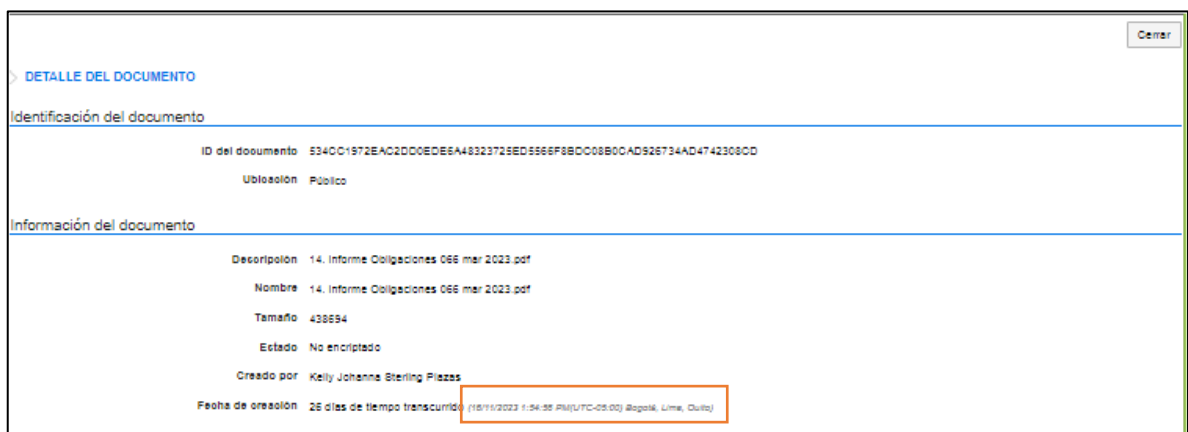 Cerrar
DETALLE DEL DOCUMENTO
Identificación del documento
ID del documento 534CC1972EAC2DD0EDE6A48323725ED5566F8BDC08B0CAD926734AD4742308CD
Ubicación Público
Información del documento
Descripción 14. Informe Obligaciones 066 mar 2023.pdf
Nombre 14. Informe Obligaciones 066 mar 2023.pdf
Tamaño 438694
Estado No encriptado
Creado por Kelly Johanna Sterling Plazas
Fecha de creación 26 días de tiempo transcurrido (16/11/2023 1:54:55 PM(UTC-05:00) Bogotá, Lima, Quito)